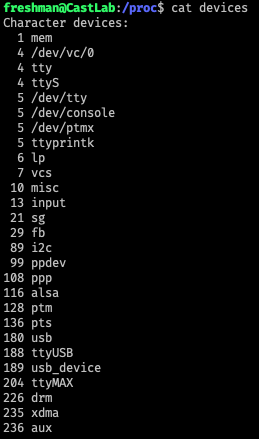 freshman@CastLab:/proc$ cat devices
Character devices:
  1 mem
  4 /dev/vc/0
  4 tty
  4 ttyS
  5 /dev/tty
  5 /dev/console
  5 /dev/ptmx
  5 ttyprintk
  6 lp
  7 vcs
 10 misc
 13 input
 21 sg
 29 fb
 89 i2c
 99 ppdev
108 ppp
116 alsa
128 ptm
136 pts
180 usb
188 ttyUSB
189 usb_device
204 ttyMAX
226 drm
235 xdma
236 aux